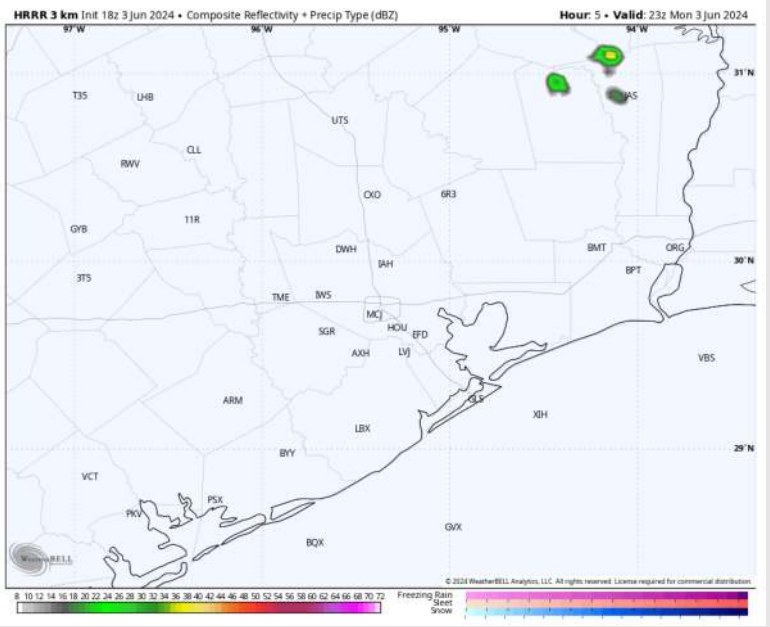 HRRR 3 km Init 18z 3 Jun 2024 • Composite Reflectivity + Precip Type (dBZ) Hour: 5 • Valid: 23z Mon 3 Jun 2024
97°W 96°W 95°W 94°W
31°N
T35 LHB JAS
UTS
CLL
RWV
CXO 6R3
11R
GYB
DWH BMT ORG
IAH 30°N
3T5 BPT
TME IWS
MCJ
SGR HOU EFD
AXH LVJ VBS
ARM GLS
XIH
LBX
BYY 29°N
VCT
PSX
PKV
GVX
BQX
WeatherBELL
© 2024 WeatherBELL Analytics, LLC. All rights reserved. License required for commercial distribution.
8 10 12 14 16 18 20 22 24 26 28 30 32 34 36 38 40 42 44 46 48 50 52 54 56 58 60 62 64 66 68 70 72
Freezing Rain
Sleet
Snow